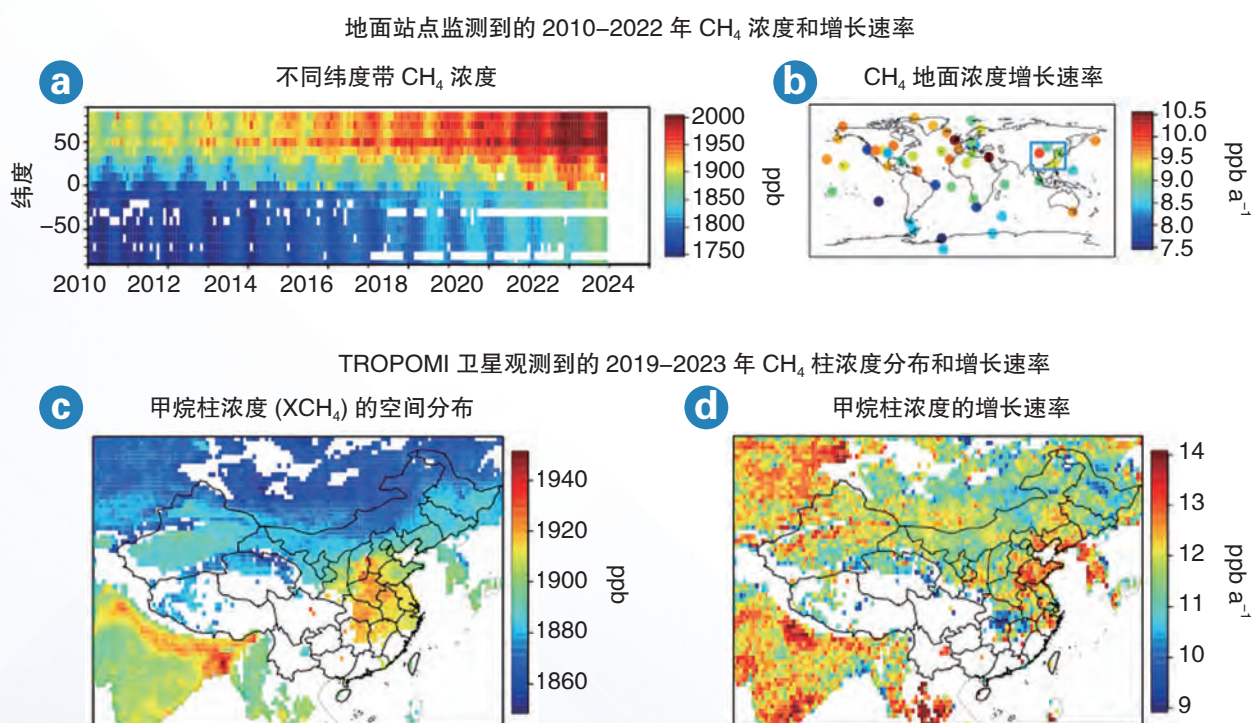 地面站点监测到的 2010–2022 年 CH₄ 浓度和增长速率
a
不同纬度带 CH₄ 浓度
纬度
50
0
−50
2010 2012 2014 2016 2018 2020 2022 2024
2000
1950
1900
1850
1800
1750
ppb
b
CH₄ 地面浓度增长速率
10.5
10.0
9.5
9.0
8.5
8.0
7.5
ppb a⁻¹
TROPOMI 卫星观测到的 2019–2023 年 CH₄ 柱浓度分布和增长速率
c
甲烷柱浓度 (XCH₄) 的空间分布
1940
1920
1900
1880
1860
ppb
d
甲烷柱浓度的增长速率
14
13
12
11
10
9
ppb a⁻¹